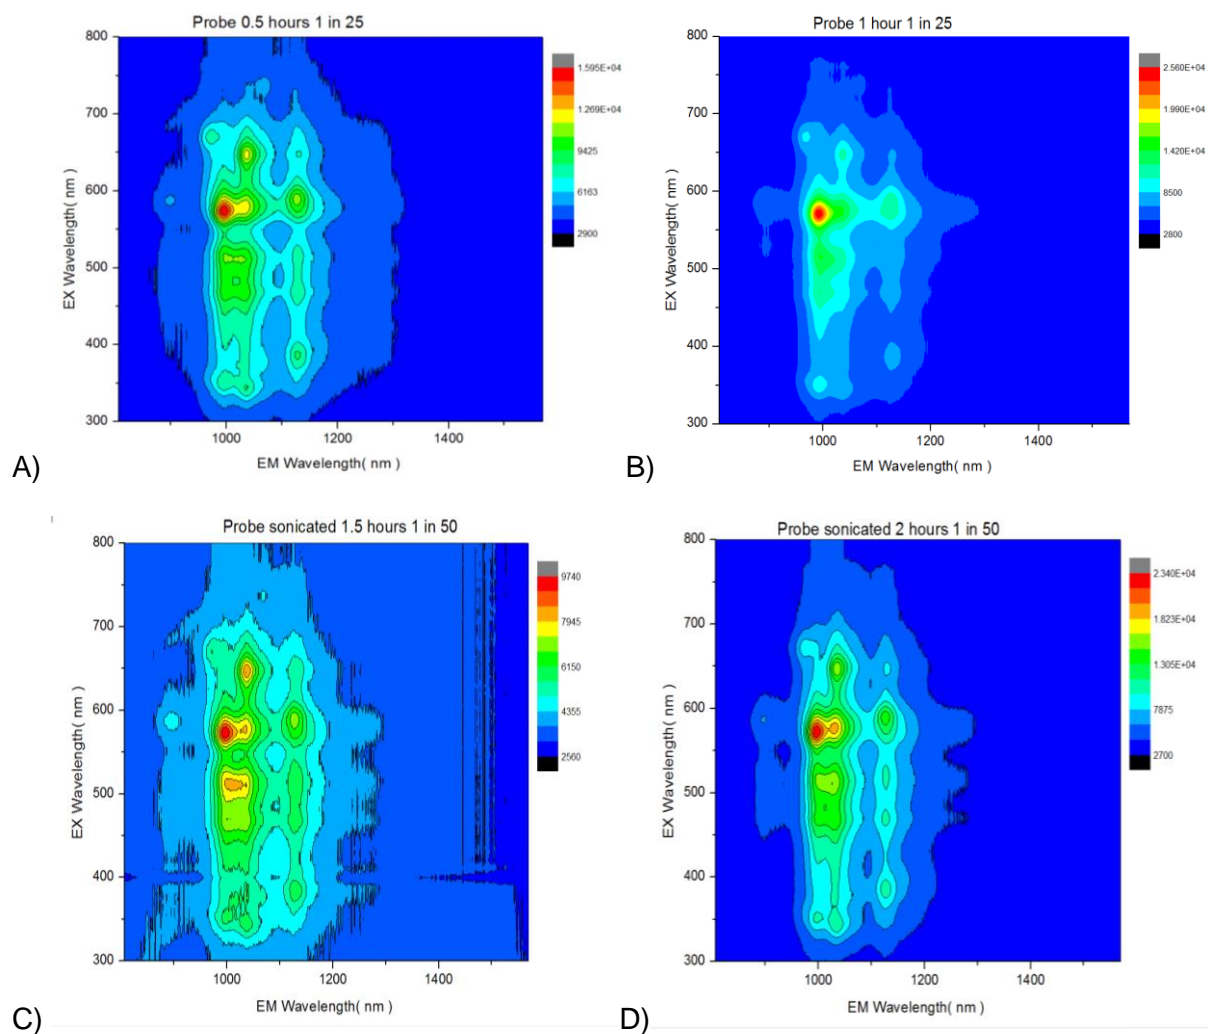 Probe 0.5 hours 1 in 25
800
700
600
500
400
300
EX Wavelength( nm )
1000
1200
1400
EM Wavelength( nm )
1.595E+04
1.269E+04
9425
6163
2900
A)
Probe 1 hour 1 in 25
800
700
600
500
400
300
EX Wavelength( nm )
1000
1200
1400
EM Wavelength( nm )
2.560E+04
1.990E+04
1.420E+04
8500
2800
B)
Probe sonicated 1.5 hours 1 in 50
800
700
600
500
400
300
EX Wavelength( nm )
1000
1200
1400
EM Wavelength( nm )
9740
7945
6150
4355
2560
C)
Probe sonicated 2 hours 1 in 50
800
700
600
500
400
300
EX Wavelength( nm )
1000
1200
1400
EM Wavelength( nm )
2.340E+04
1.823E+04
1.305E+04
7875
2700
D)